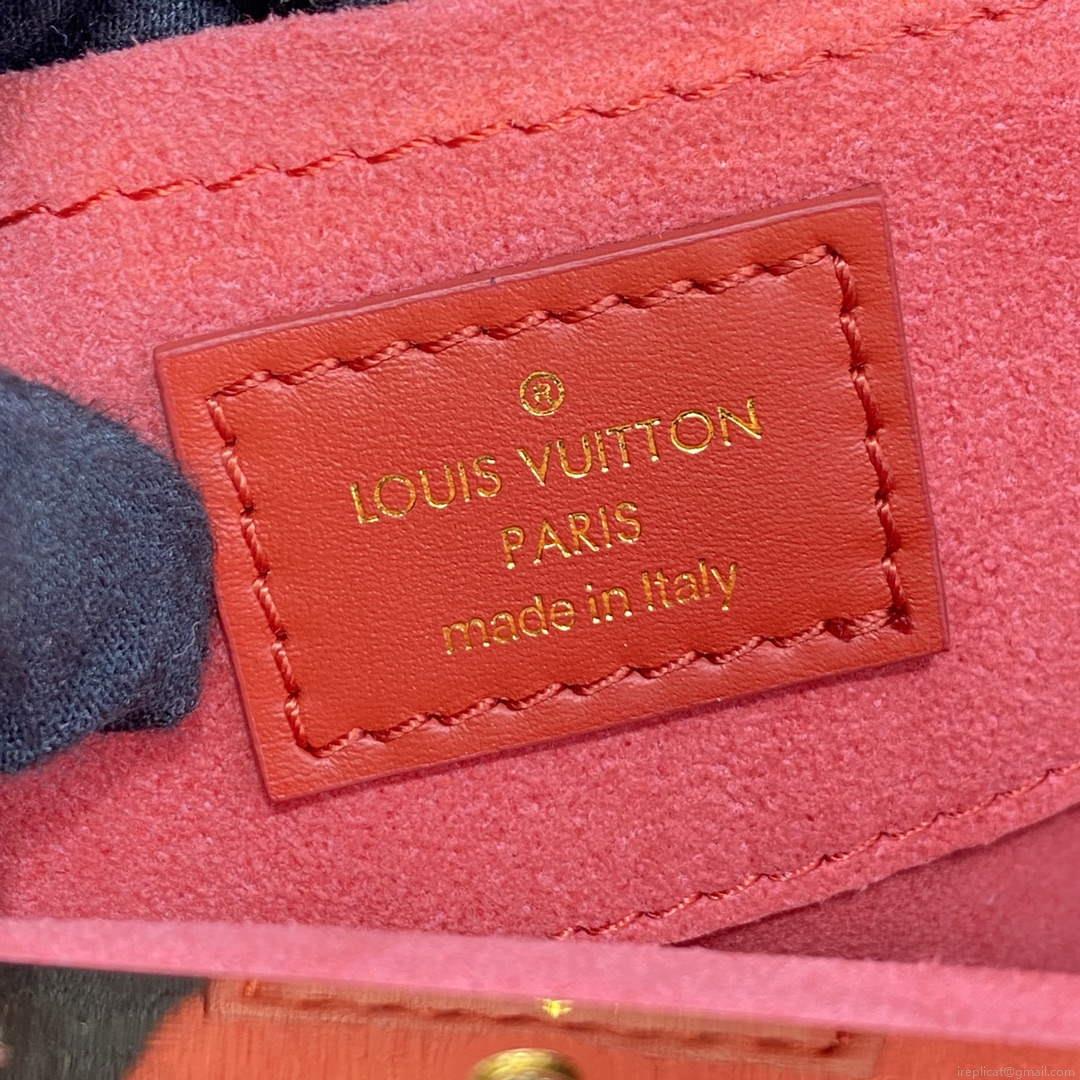 ®
LOUIS VUITTON
PARIS
made in Italy
ireplicat@gmail.com